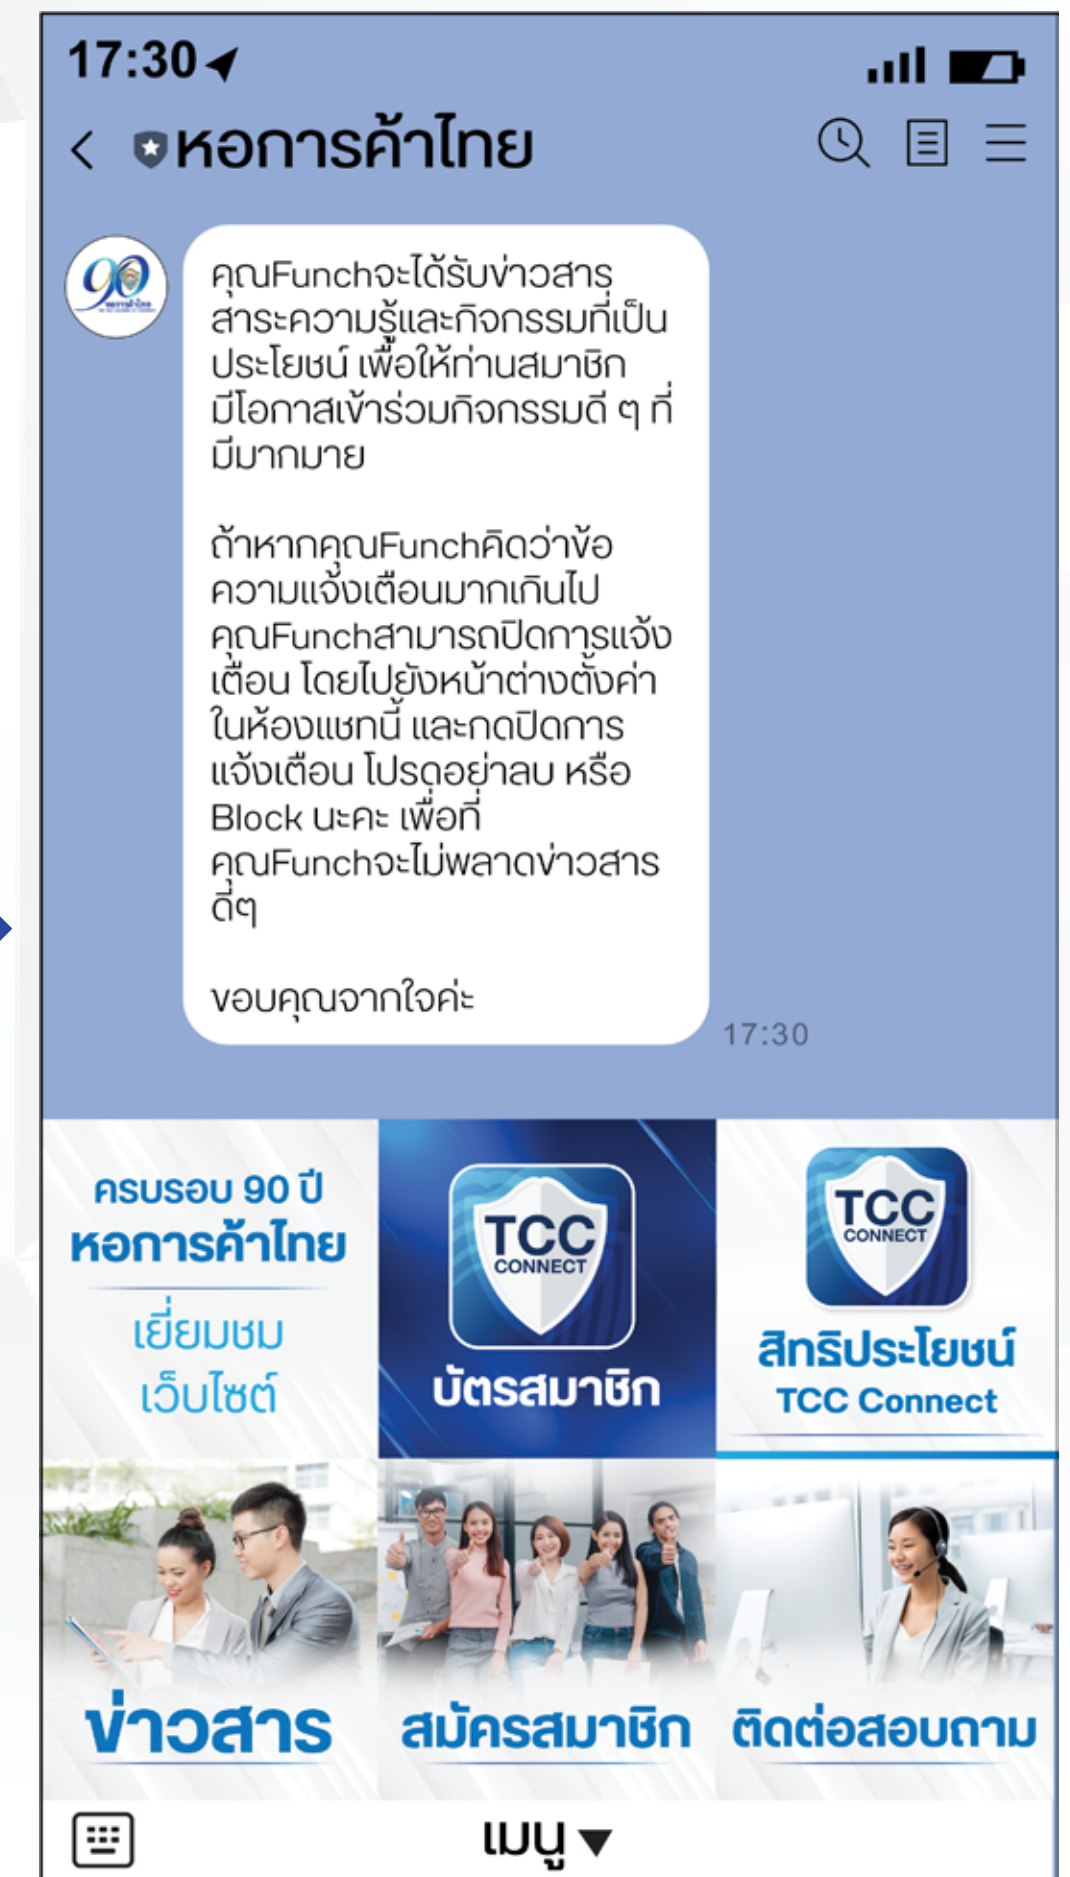 17:30
หอการค้าไทย
90
หอการค้าไทย
คุณFunchจะได้รับข่าวสาร
สาระความรู้และกิจกรรมที่เป็น
ประโยชน์ เพื่อให้ท่านสมาชิก
มีโอกาสเข้าร่วมกิจกรรมดี ๆ ที่
มีมากมาย
ถ้าหากคุณFunchคิดว่าข้อ
ความแจ้งเตือนมากเกินไป
คุณFunchสามารถปิดการแจ้ง
เตือน โดยไปยังหน้าต่างตั้งค่า
ในห้องแชทนี้ และกดปิดการ
แจ้งเตือน โปรดอย่าลบ หรือ
Block นะคะ เพื่อที่
คุณFunchจะไม่พลาดข่าวสาร
ดีๆ
ขอบคุณจากใจค่ะ
17:30
ครบรอบ 90 ปี
หอการค้าไทย
เยี่ยมชม
เว็บไซต์
TCC
CONNECT
บัตรสมาชิก
TCC
CONNECT
สิทธิประโยชน์
TCC Connect
ข่าวสาร
สมัครสมาชิก
ติดต่อสอบถาม
เมนู